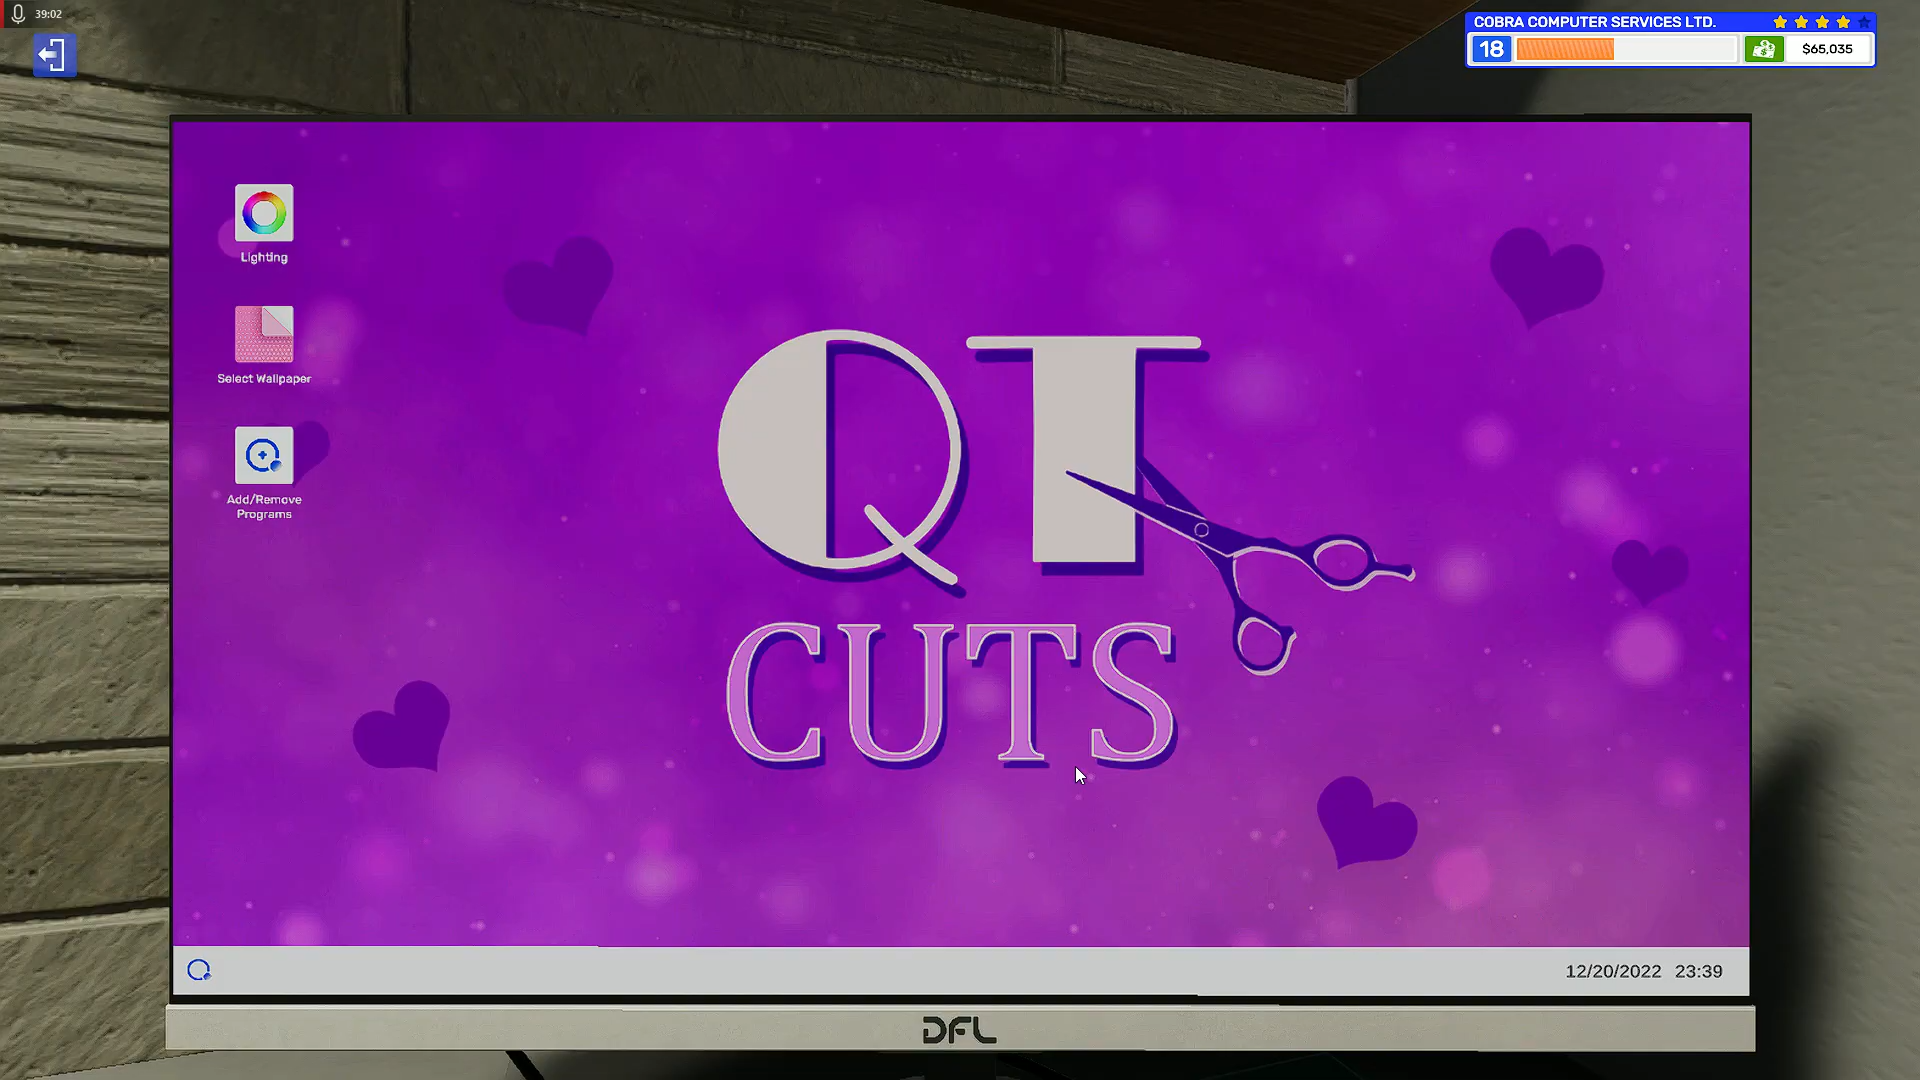 39:02
COBRA COMPUTER SERVICES LTD.
18
$65,035
Lighting
Select Wallpaper
Add/Remove
Programs
QT
CUTS
12/20/2022 23:39
DFL